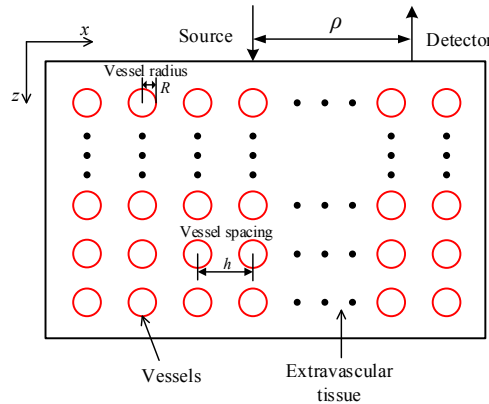 Source
ρ
Detector
x
z
Vessel radius
R
Vessel spacing
h
Vessels
Extravascular
tissue